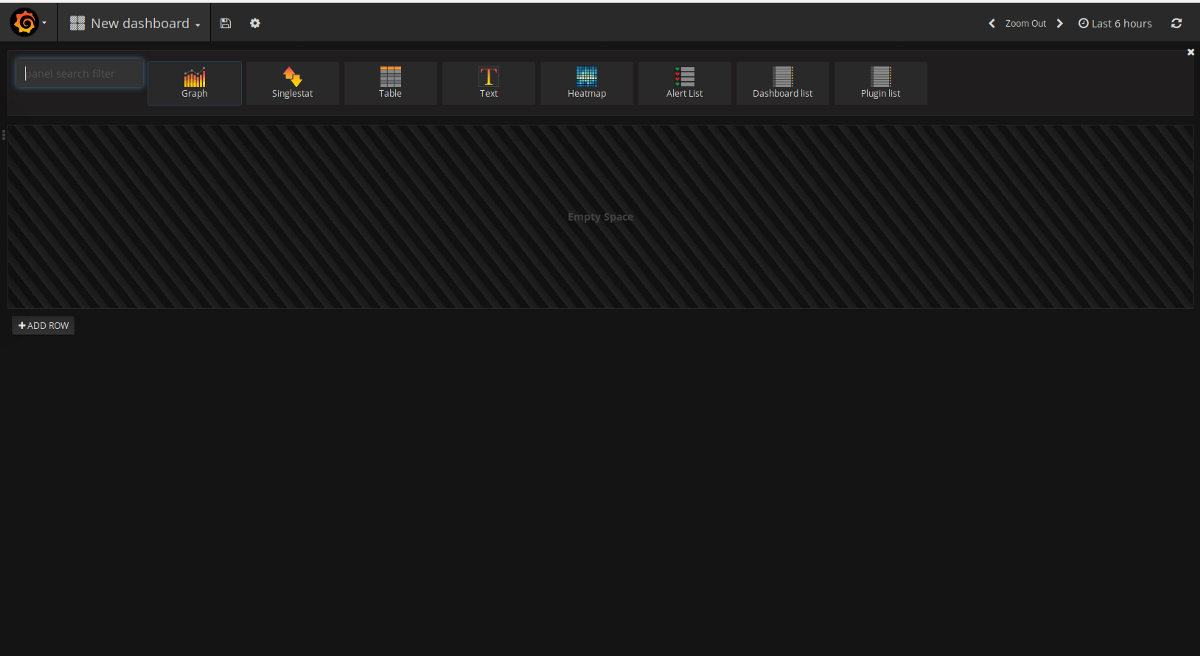 New dashboard
Zoom Out
Last 6 hours
panel search filter
Graph
Singlestat
Table
Text
Heatmap
Alert List
Dashboard list
Plugin list
Empty Space
ADD ROW